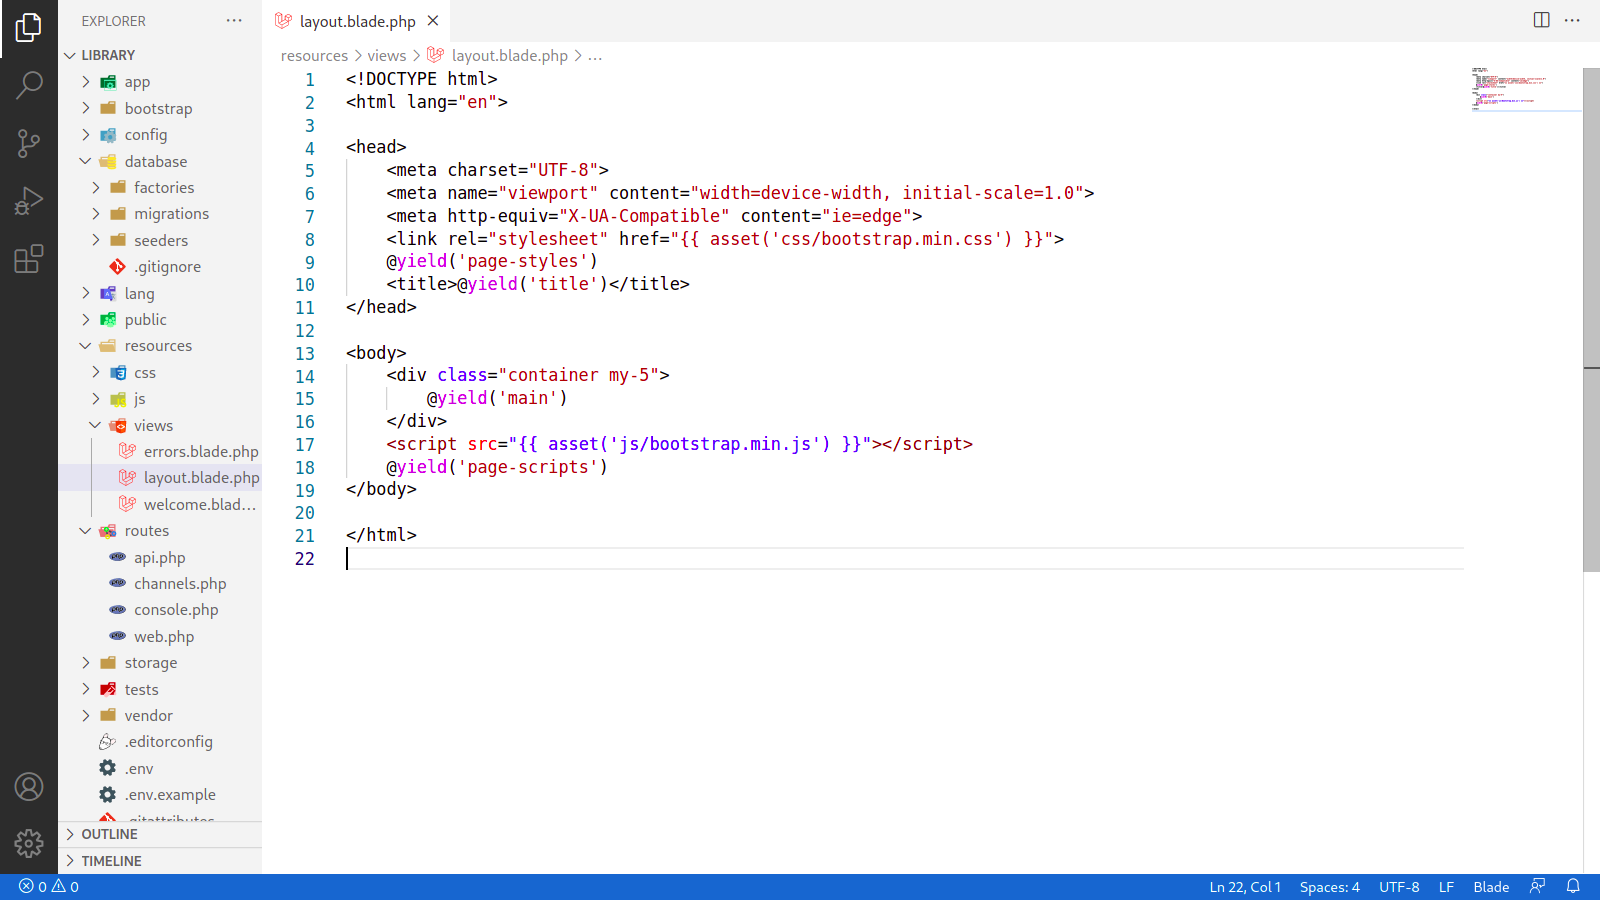 EXPLORER
LIBRARY
app
bootstrap
config
database
factories
migrations
seeders
.gitignore
lang
public
resources
css
js
views
errors.blade.php
layout.blade.php
welcome.blad…
routes
api.php
channels.php
console.php
web.php
storage
tests
vendor
.editorconfig
.env
.env.example
.gitattributes
OUTLINE
TIMELINE
layout.blade.php
resources > views > layout.blade.php > …
1 <!DOCTYPE html>
2 <html lang="en">
3
4 <head>
5     <meta charset="UTF-8">
6     <meta name="viewport" content="width=device-width, initial-scale=1.0">
7     <meta http-equiv="X-UA-Compatible" content="ie=edge">
8     <link rel="stylesheet" href="{{ asset('css/bootstrap.min.css') }}">
9     @yield('page-styles')
10     <title>@yield('title')</title>
11 </head>
12
13 <body>
14     <div class="container my-5">
15         @yield('main')
16     </div>
17     <script src="{{ asset('js/bootstrap.min.js') }}"></script>
18     @yield('page-scripts')
19 </body>
20
21 </html>
22
0 0
Ln 22, Col 1 Spaces: 4 UTF-8 LF Blade